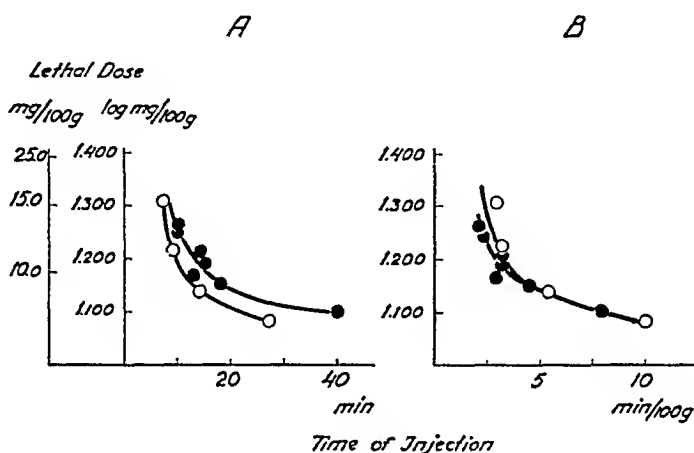 A B
Lethal Dose
mg/100g log mg/100g
25.0 1.400 1.400
15.0 1.300 1.300
10.0 1.200 1.200
1.100 1.100
20 40 5 10
min min/100g
Time of Injection